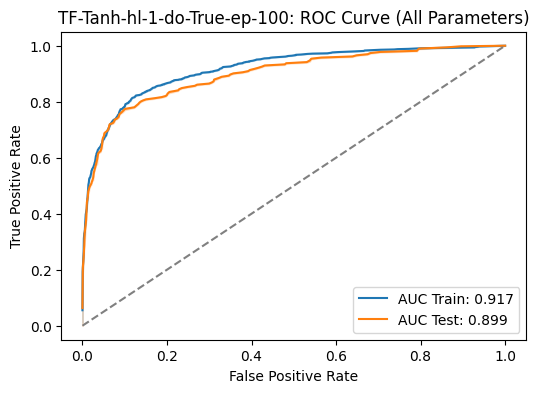 TF-Tanh-hl-1-do-True-ep-100: ROC Curve (All Parameters)
1.0
0.8
0.6
0.4
0.2
0.0
True Positive Rate
AUC Train: 0.917
AUC Test: 0.899
0.0 0.2 0.4 0.6 0.8 1.0
False Positive Rate